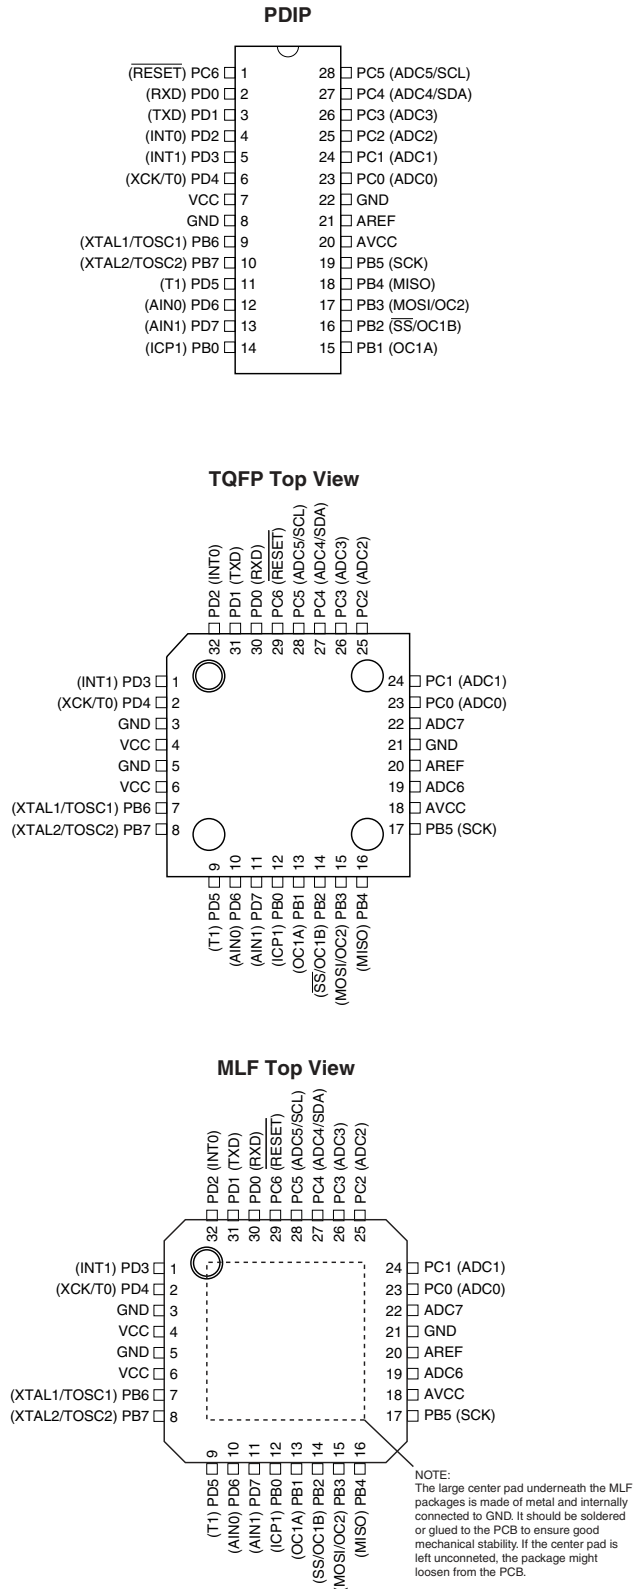 PDIP
(RESET) PC6 1 28 PC5 (ADC5/SCL)
(RXD) PD0 2 27 PC4 (ADC4/SDA)
(TXD) PD1 3 26 PC3 (ADC3)
(INT0) PD2 4 25 PC2 (ADC2)
(INT1) PD3 5 24 PC1 (ADC1)
(XCK/T0) PD4 6 23 PC0 (ADC0)
VCC 7 22 GND
GND 8 21 AREF
(XTAL1/TOSC1) PB6 9 20 AVCC
(XTAL2/TOSC2) PB7 10 19 PB5 (SCK)
(T1) PD5 11 18 PB4 (MISO)
(AIN0) PD6 12 17 PB3 (MOSI/OC2)
(AIN1) PD7 13 16 PB2 (SS/OC1B)
(ICP1) PB0 14 15 PB1 (OC1A)
TQFP Top View
32 PD2 (INT0)
31 PD1 (TXD)
30 PD0 (RXD)
29 PC6 (RESET)
28 PC5 (ADC5/SCL)
27 PC4 (ADC4/SDA)
26 PC3 (ADC3)
25 PC2 (ADC2)
(INT1) PD3 1 24 PC1 (ADC1)
(XCK/T0) PD4 2 23 PC0 (ADC0)
GND 3 22 ADC7
VCC 4 21 GND
GND 5 20 AREF
VCC 6 19 ADC6
(XTAL1/TOSC1) PB6 7 18 AVCC
(XTAL2/TOSC2) PB7 8 17 PB5 (SCK)
(T1) PD5 9
(AIN0) PD6 10
(AIN1) PD7 11
(ICP1) PB0 12
(OC1A) PB1 13
(SS/OC1B) PB2 14
(MOSI/OC2) PB3 15
(MISO) PB4 16
MLF Top View
32 PD2 (INT0)
31 PD1 (TXD)
30 PD0 (RXD)
29 PC6 (RESET)
28 PC5 (ADC5/SCL)
27 PC4 (ADC4/SDA)
26 PC3 (ADC3)
25 PC2 (ADC2)
(INT1) PD3 1 24 PC1 (ADC1)
(XCK/T0) PD4 2 23 PC0 (ADC0)
GND 3 22 ADC7
VCC 4 21 GND
GND 5 20 AREF
VCC 6 19 ADC6
(XTAL1/TOSC1) PB6 7 18 AVCC
(XTAL2/TOSC2) PB7 8 17 PB5 (SCK)
(T1) PD5 9
(AIN0) PD6 10
(AIN1) PD7 11
(ICP1) PB0 12
(OC1A) PB1 13
(SS/OC1B) PB2 14
(MOSI/OC2) PB3 15
(MISO) PB4 16
NOTE:
The large center pad underneath the MLF
packages is made of metal and internally
connected to GND. It should be soldered
or glued to the PCB to ensure good
mechanical stability. If the center pad is
left unconneted, the package might
loosen from the PCB.